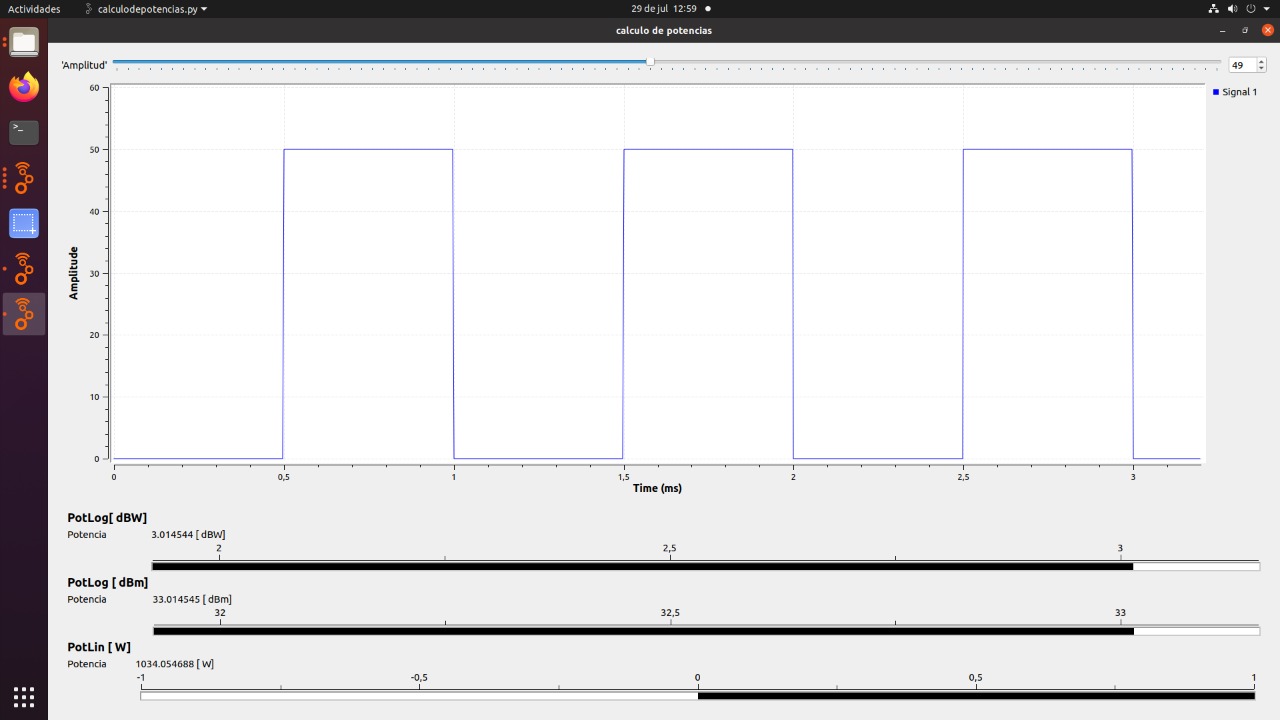 Actividades calculodepotencias.py 29 de jul 12:59
calculo de potencias
'Amplitud' 49
60
50
40
30
20
10
0
Amplitude
Signal 1
0 0,5 1 1,5 2 2,5 3
Time (ms)
PotLog[ dBW]
Potencia 3.014544 [ dBW]
2 2,5 3
PotLog [ dBm]
Potencia 33.014545 [ dBm]
32 32,5 33
PotLin [ W]
Potencia 1034.054688 [ W]
-1 -0,5 0 0,5 1